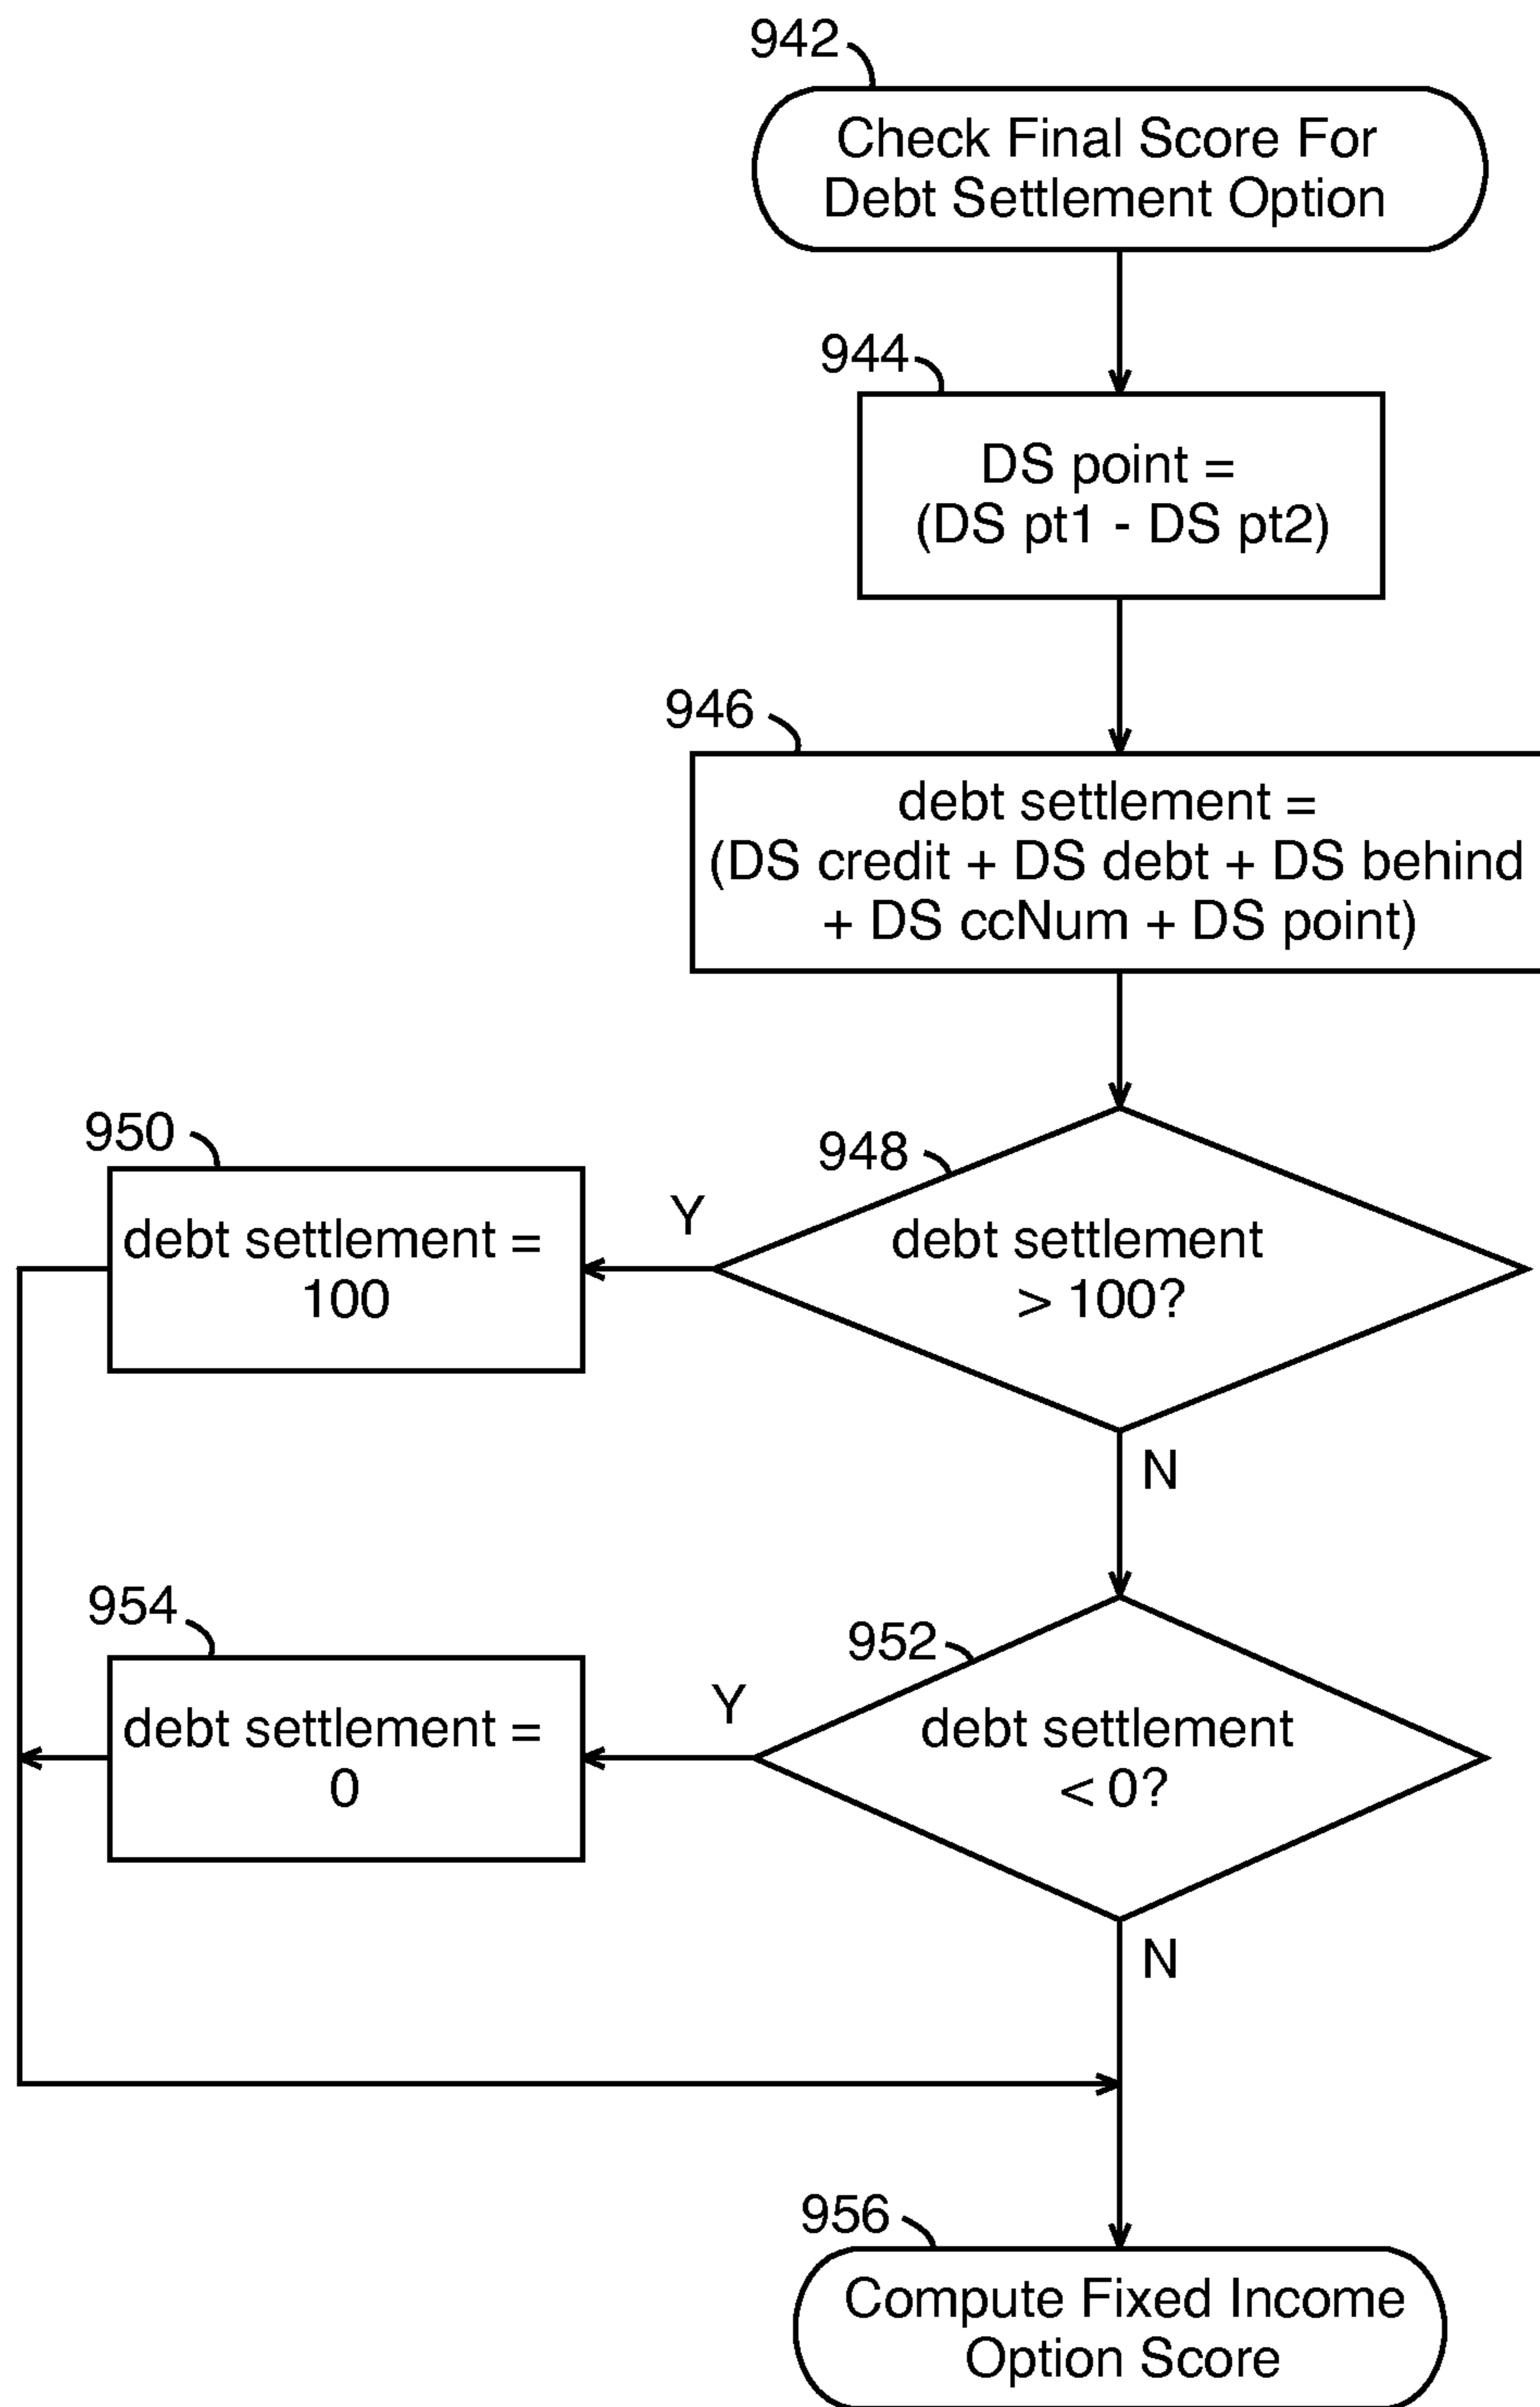 942
Check Final Score For
Debt Settlement Option
944
DS point =
(DS pt1 - DS pt2)
946
debt settlement =
(DS credit + DS debt + DS behind
+ DS ccNum + DS point)
948
debt settlement
> 100?
Y
950
debt settlement =
100
N
952
debt settlement
< 0?
Y
954
debt settlement =
0
N
956
Compute Fixed Income
Option Score